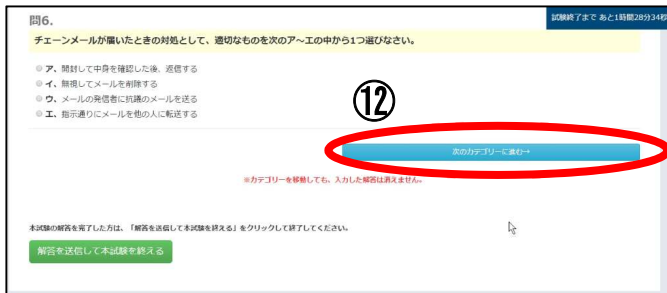 問6.
試験終了まで あと1時間28分34秒
チェーンメールが届いたときの対処として、適切なものを次のア～エの中から1つ選びなさい。
ア、開封して中身を確認した後、返信する
イ、無視してメールを削除する
ウ、メールの発信者に抗議のメールを送る
エ、指示通りにメールを他の人に転送する
⑫
次のカテゴリーに進む→
※カテゴリーを移動しても、入力した解答は消えません。
本試験の解答を完了した方は、「解答を送信して本試験を終える」をクリックして終了してください。
解答を送信して本試験を終える